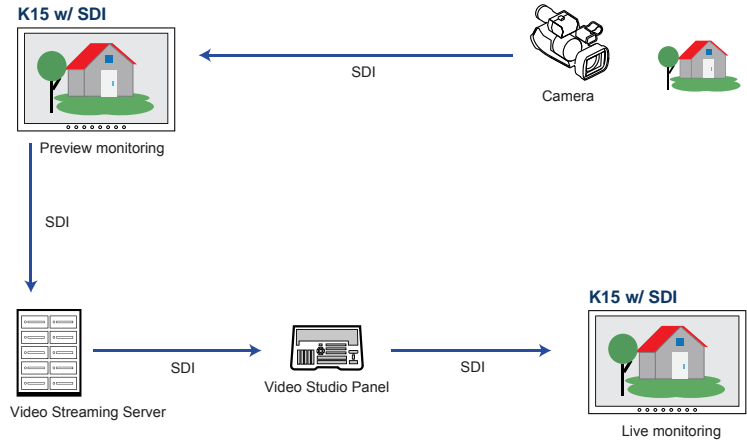 K15 w/ SDI
SDI
Camera
Preview monitoring
SDI
K15 w/ SDI
SDI
Video Studio Panel
SDI
Video Streaming Server
Live monitoring